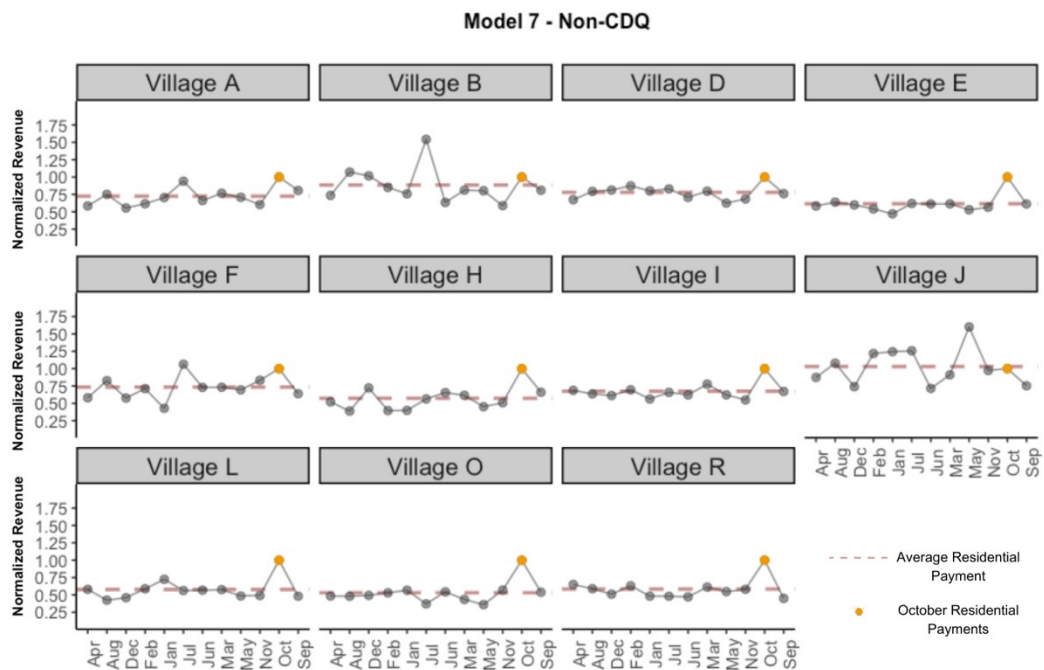 Model 7 - Non-CDQ
Village A Village B Village D Village E
Normalized Revenue
1.75
1.50
1.25
1.00
0.75
0.50
0.25
Village F Village H Village I Village J
Normalized Revenue
1.75
1.50
1.25
1.00
0.75
0.50
0.25
Apr Aug Dec Feb Jan Jul Jun Mar May Nov Oct Sep
Village L Village O Village R
Normalized Revenue
1.75
1.50
1.25
1.00
0.75
0.50
0.25
Average Residential
Payment
October Residential
Payments
Apr Aug Dec Feb Jan Jul Jun Mar May Nov Oct Sep Apr Aug Dec Feb Jan Jul Jun Mar May Nov Oct Sep Apr Aug Dec Feb Jan Jul Jun Mar May Nov Oct Sep